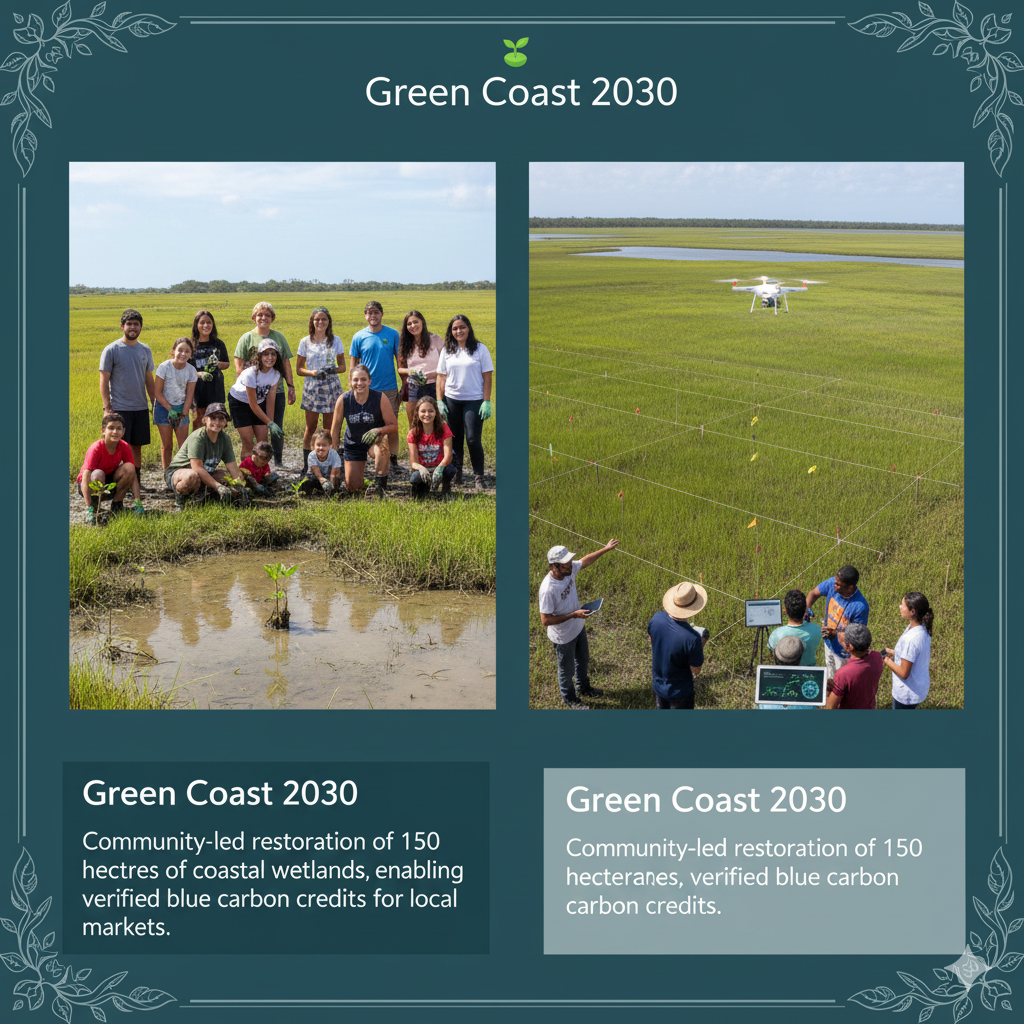 Green Coast 2030
Green Coast 2030
Community-led restoration of 150
hectres of coastal wetlands, enabling
verified blue carbon credits for local
markets.
Green Coast 2030
Community-led restoration of 150
verified blue carbon
carbon credits.